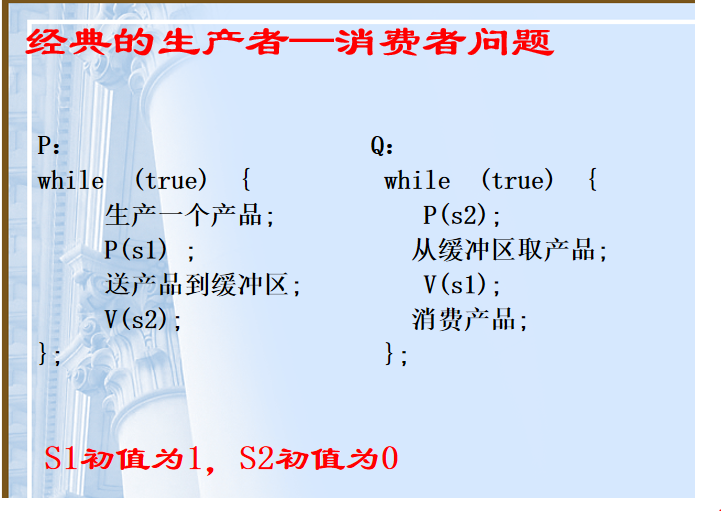 经典的生产者—消费者问题
P：
while (true) {
生产一个产品;
P(s1) ;
送产品到缓冲区;
V(s2);
};
Q：
while (true) {
P(s2);
从缓冲区取产品;
V(s1);
消费产品;
};
S1初值为1，S2初值为0